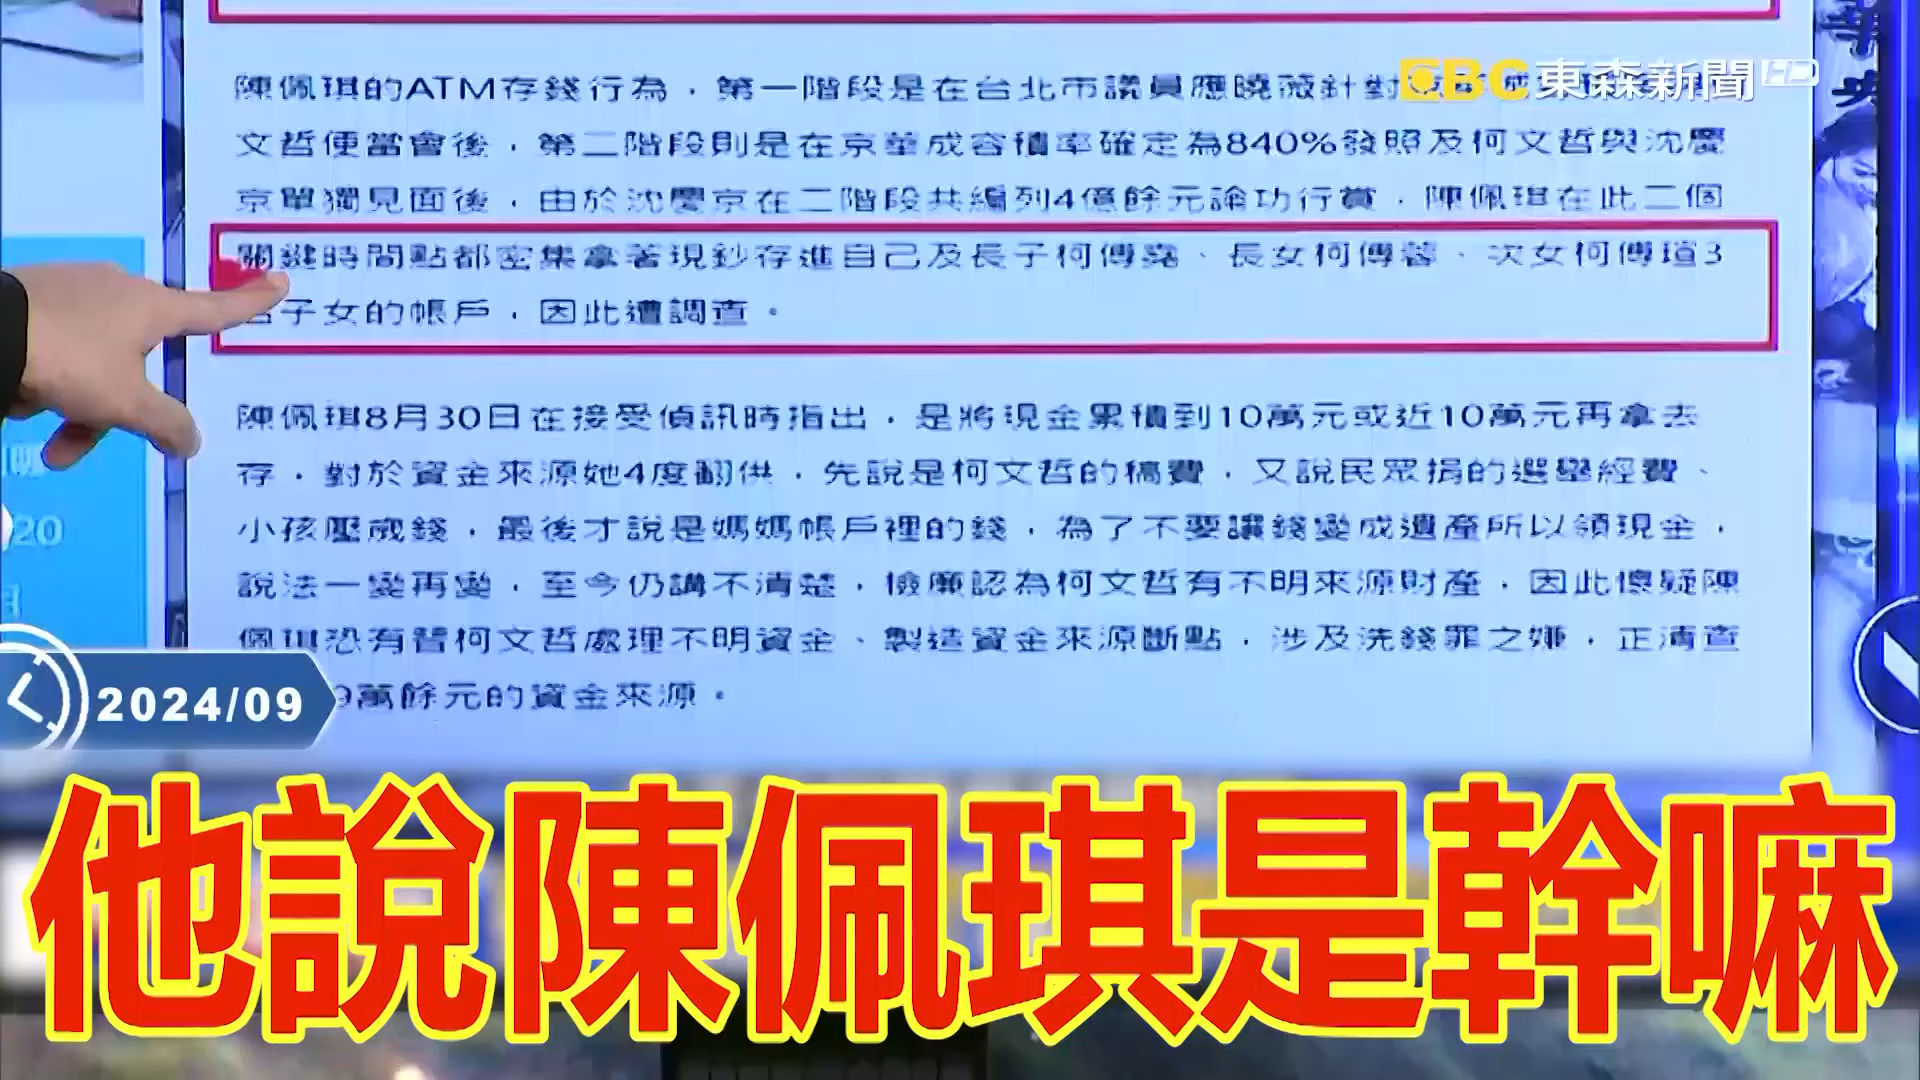 陳佩琪的ATM存錢行為，第一階段是在台北市議員應曉薇針對
EBC 東森新聞 HD
文哲便當會後，第二階段則是在京華成容積率確定為840%發照及柯文哲與沈慶
京單獨見面後，由於沈慶京在二階段共編列4億餘元論功行賞，陳佩琪在此二個
關鍵時間點都密集拿著現鈔存進自己及長子柯傅堯、長女柯傅蓉、次女柯傅瑄3
子女的帳戶，因此遭調查。
陳佩琪8月30日在接受偵訊時指出，是將現金累積到10萬元或近10萬元再拿去
存，對於資金來源她4度翻供，先說是柯文哲的稿費，又說民眾捐的選舉經費、
小孩壓歲錢，最後才說是媽媽帳戶裡的錢，為了不要讓錢變成遺產所以領現金，
說法一變再變，至今仍講不清楚，檢廉認為柯文哲有不明來源財產，因此懷疑陳
佩琪恐有替柯文哲處理不明資金、製造資金來源斷點，涉及洗錢罪之嫌，正清查
9萬餘元的資金來源。
20
2024/09
他說陳佩琪是幹嘛